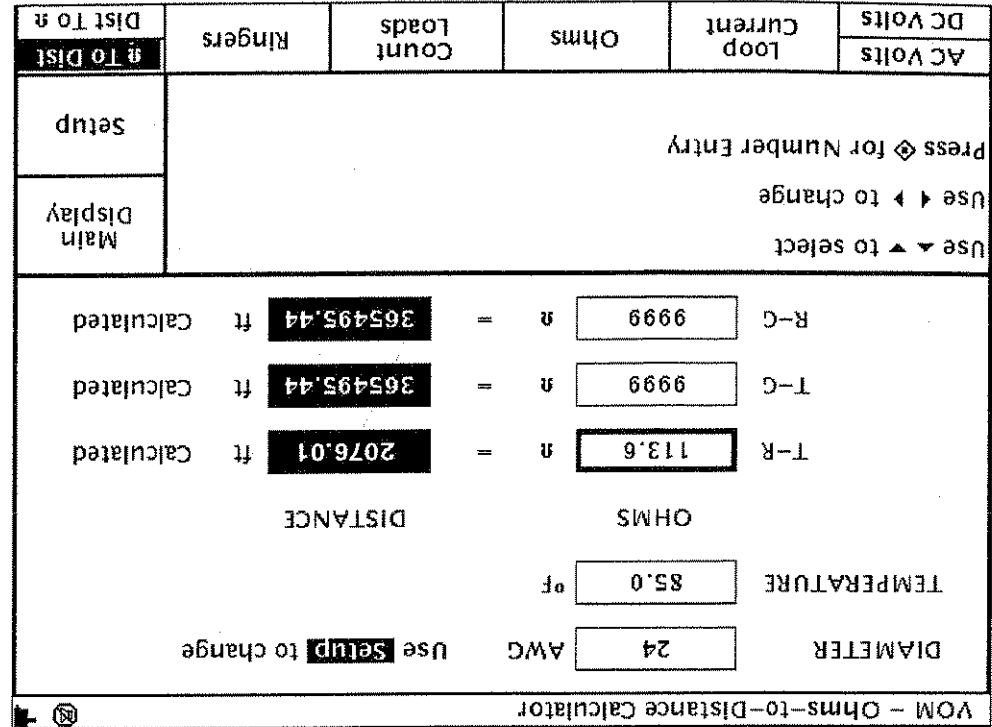 VOM - Ohms-to-Distance Calculator
DIAMETER 24 AWG Use Setup to change
TEMPERATURE 85.0 ºF
OHMS DISTANCE
T-R 113.6 Ω = 2076.01 ft Calculated
T-G 9999 Ω = 365495.44 ft Calculated
R-G 9999 Ω = 365495.44 ft Calculated
Use ▲ ▼ to select
Use ◀ ▶ to change
Press for Number Entry
Main
Display
Setup
AC Volts
DC Volts
Loop
Current
Ohms
Count
Loads
Ringers
Ω To Dist
Dist To Ω